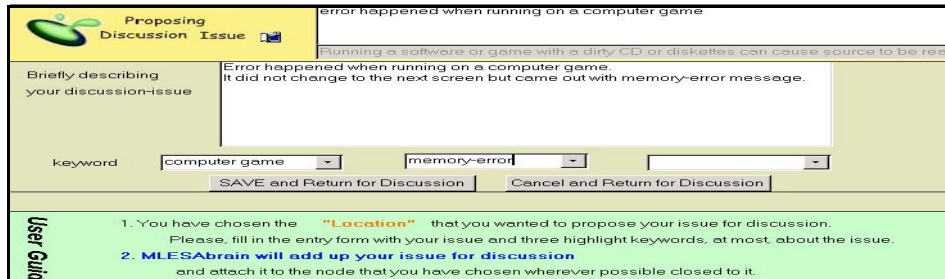 Proposing
Discussion Issue
error happened when running on a computer game
Running a software or game with a dirty CD or diskettes can cause source to be rea
Briefly describing
your discussion-issue
Error happened when running on a computer game.
It did not change to the next screen but came out with memory-error message.
keyword
computer game
memory-error
SAVE and Return for Discussion
Cancel and Return for Discussion
User Guid
1. You have chosen the "Location" that you wanted to propose your issue for discussion.
Please, fill in the entry form with your issue and three highlight keywords, at most, about the issue.
2. MLESAbrain will add up your issue for discussion
and attach it to the node that you have chosen wherever possible closed to it.